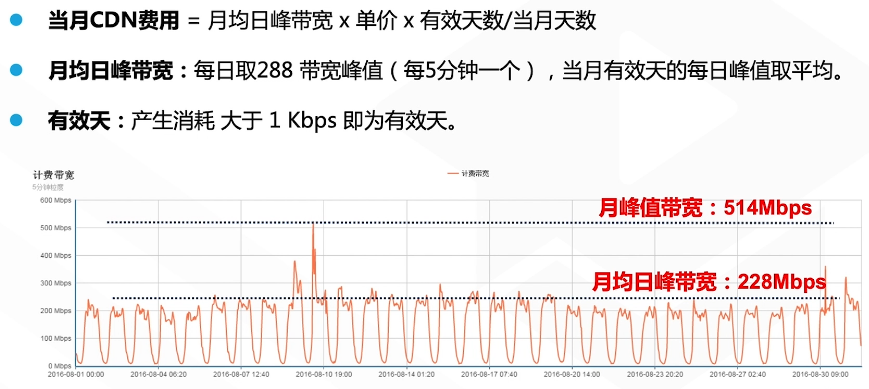 当月CDN费用 = 月均日峰带宽 x 单价 x 有效天数/当月天数
月均日峰带宽：每日取288 带宽峰值（每5分钟一个），当月有效天的每日峰值取平均。
有效天：产生消耗 大于 1 Kbps 即为有效天。
计费带宽
5分钟粒度
计费带宽
600 Mbps
月峰值带宽：514Mbps
500 Mbps
400 Mbps
300 Mbps
月均日峰带宽：228Mbps
200 Mbps
100 Mbps
0 Mbps
2016-08-01 00:00 2016-08-04 06:20 2016-08-07 12:40 2016-08-10 19:00 2016-08-14 01:20 2016-08-17 07:40 2016-08-20 14:00 2016-08-23 20:20 2016-08-27 02:40 2016-08-30 09:00